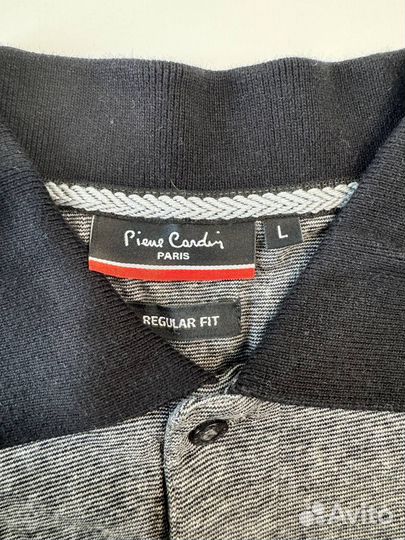 Pierre Cardin
PARIS
L
REGULAR FIT
Avito